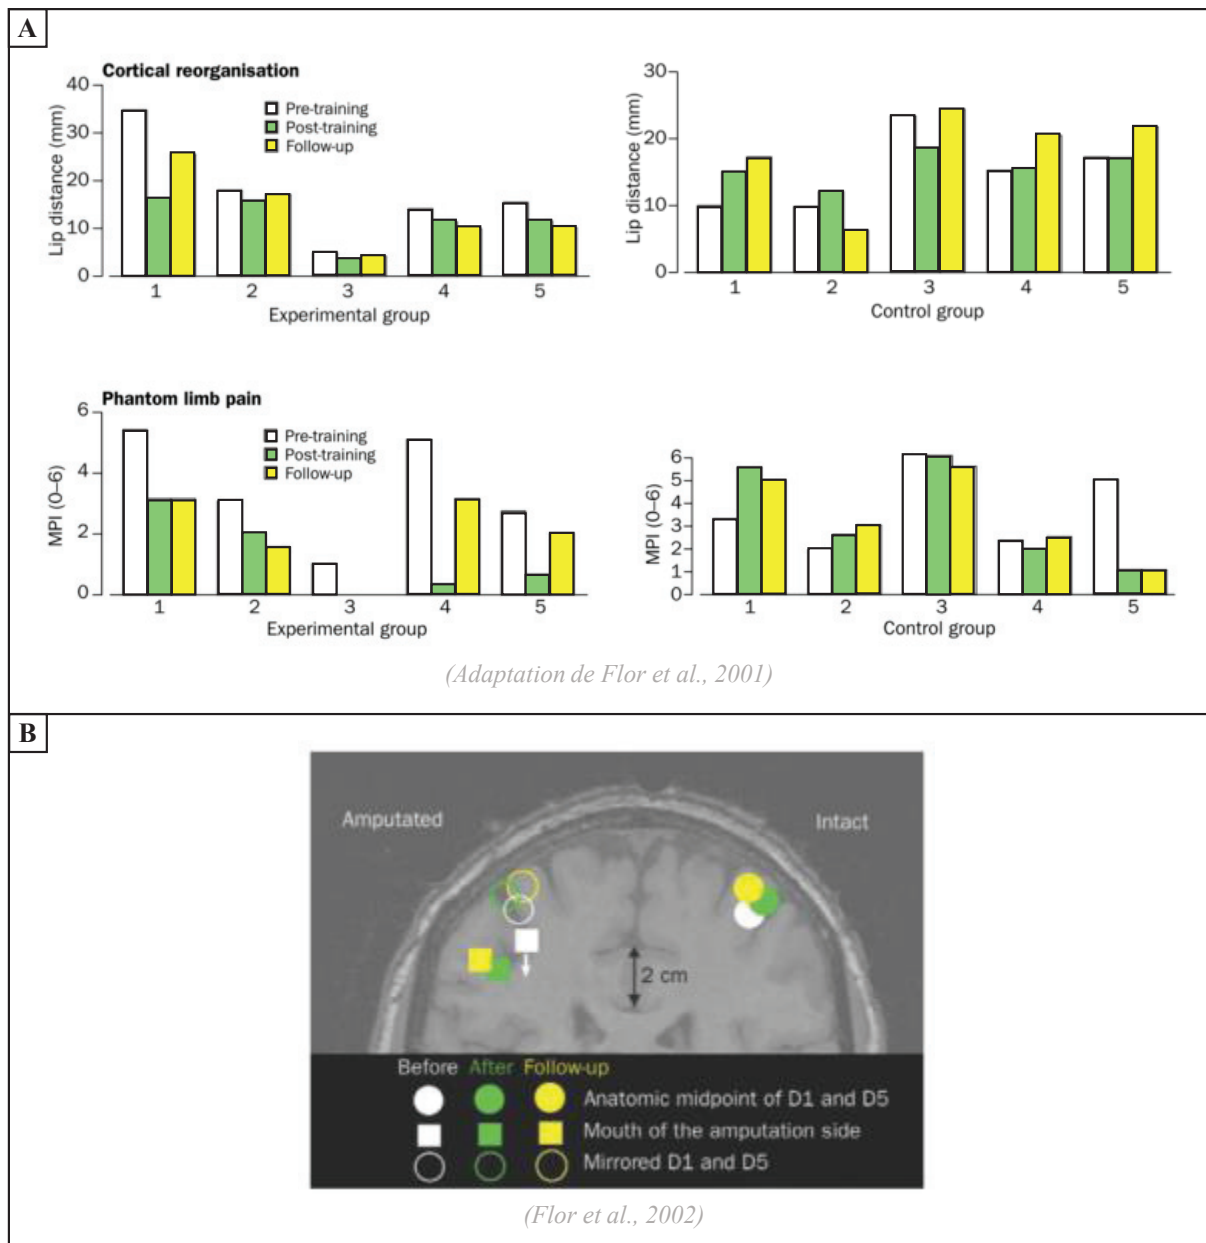 A
Cortical reorganisation
40
30
20
10
0
Lip distance (mm)
Pre-training
Post-training
Follow-up
1 2 3 4 5
Experimental group
30
20
10
0
Lip distance (mm)
1 2 3 4 5
Control group
Phantom limb pain
6
4
2
0
MPI (0–6)
Pre-training
Post-training
Follow-up
1 2 3 4 5
Experimental group
6
5
4
3
2
1
0
MPI (0–6)
1 2 3 4 5
Control group
(Adaptation de Flor et al., 2001)
B
Amputated
Intact
2 cm
Before After Follow-up
Anatomic midpoint of D1 and D5
Mouth of the amputation side
Mirrored D1 and D5
(Flor et al., 2002)